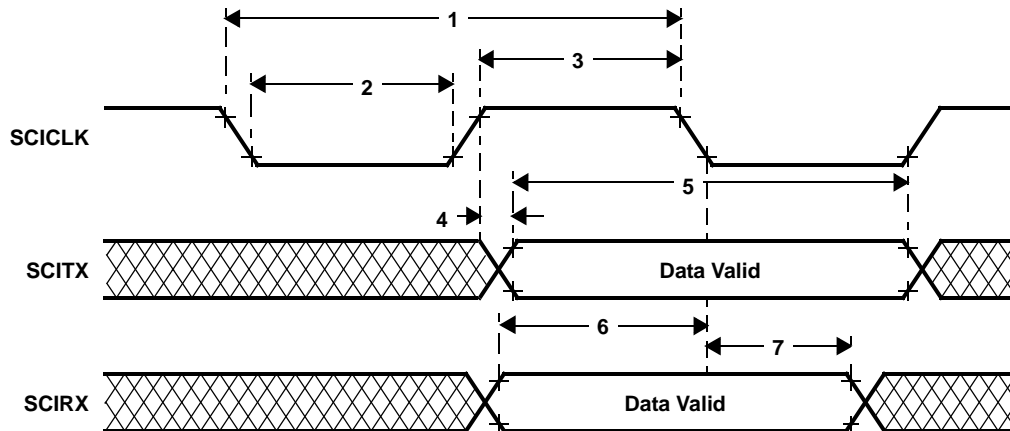 1
3
2
SCICLK
5
4
SCITX
Data Valid
6
7
SCIRX
Data Valid